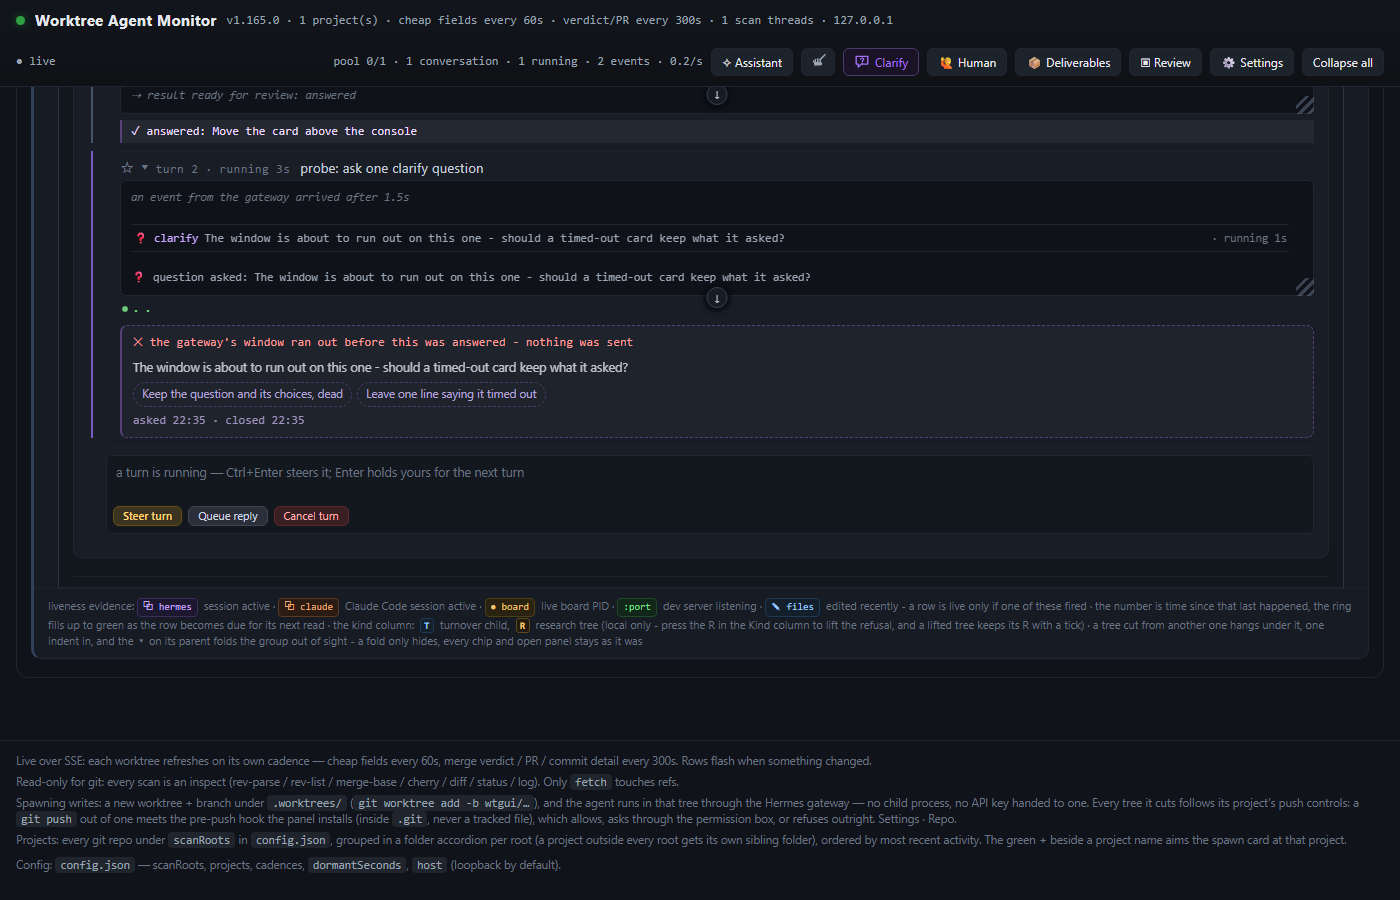 Worktree Agent Monitor v1.165.0 · 1 project(s) · cheap fields every 60s · verdict/PR every 300s · 1 scan threads · 127.0.0.1
live pool 0/1 · 1 conversation · 1 running · 2 events · 0.2/s Assistant Clarify Human Deliverables Review Settings Collapse all
→ result ready for review: answered
↓
✓ answered: Move the card above the console
☆ ▾ turn 2 · running 3s probe: ask one clarify question
an event from the gateway arrived after 1.5s
❓ clarify The window is about to run out on this one - should a timed-out card keep what it asked? · running 1s
❓ question asked: The window is about to run out on this one - should a timed-out card keep what it asked?
↓
✕ the gateway's window ran out before this was answered - nothing was sent
The window is about to run out on this one - should a timed-out card keep what it asked?
Keep the question and its choices, dead Leave one line saying it timed out
asked 22:35 · closed 22:35
a turn is running — Ctrl+Enter steers it; Enter holds yours for the next turn
Steer turn Queue reply Cancel turn
liveness evidence: hermes session active · claude Claude Code session active · ● board live board PID · :port dev server listening · ✎ files edited recently - a row is live only if one of these fired · the number is time since that last happened, the ring
fills up to green as the row becomes due for its next read · the kind column: T turnover child, R research tree (local only - press the R in the Kind column to lift the refusal, and a lifted tree keeps its R with a tick) · a tree cut from another one hangs under it, one
indent in, and the ▾ on its parent folds the group out of sight - a fold only hides, every chip and open panel stays as it was
Live over SSE: each worktree refreshes on its own cadence — cheap fields every 60s, merge verdict / PR / commit detail every 300s. Rows flash when something changed.
Read-only for git: every scan is an inspect (rev-parse / rev-list / merge-base / cherry / diff / status / log). Only fetch touches refs.
Spawning writes: a new worktree + branch under .worktrees/ ( git worktree add -b wtgui/… ), and the agent runs in that tree through the Hermes gateway — no child process, no API key handed to one. Every tree it cuts follows its project's push controls: a
git push out of one meets the pre-push hook the panel installs (inside .git , never a tracked file), which allows, asks through the permission box, or refuses outright. Settings · Repo.
Projects: every git repo under scanRoots in config.json , grouped in a folder accordion per root (a project outside every root gets its own sibling folder), ordered by most recent activity. The green + beside a project name aims the spawn card at that project.
Config: config.json — scanRoots, projects, cadences, dormantSeconds , host (loopback by default).